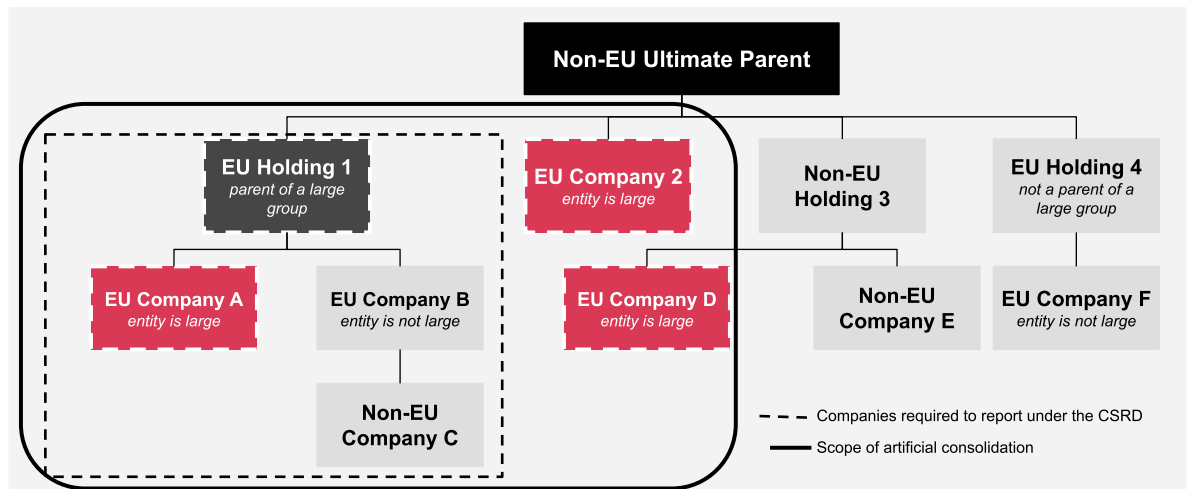 Non-EU Ultimate Parent
EU Holding 1
parent of a large
group
EU Company 2
entity is large
Non-EU
Holding 3
EU Holding 4
not a parent of a
large group
EU Company A
entity is large
EU Company B
entity is not large
EU Company D
entity is large
Non-EU
Company E
EU Company F
entity is not large
Non-EU
Company C
Companies required to report under the CSRD
Scope of artificial consolidation